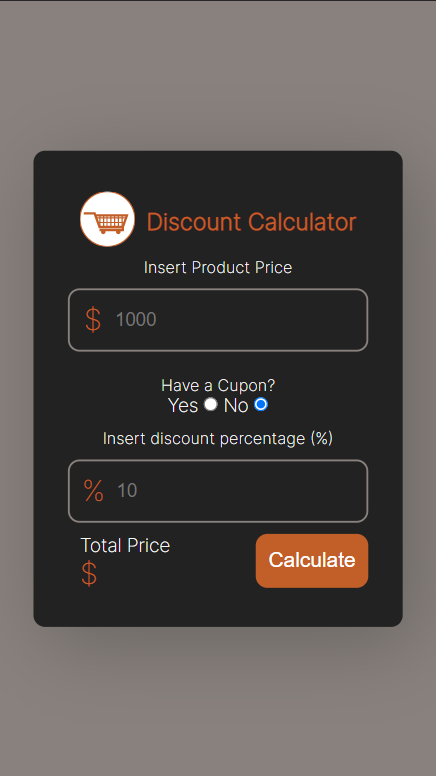 Discount Calculator
Insert Product Price
$ 1000
Have a Cupon?
Yes No
Insert discount percentage (%)
% 10
Total Price
$
Calculate